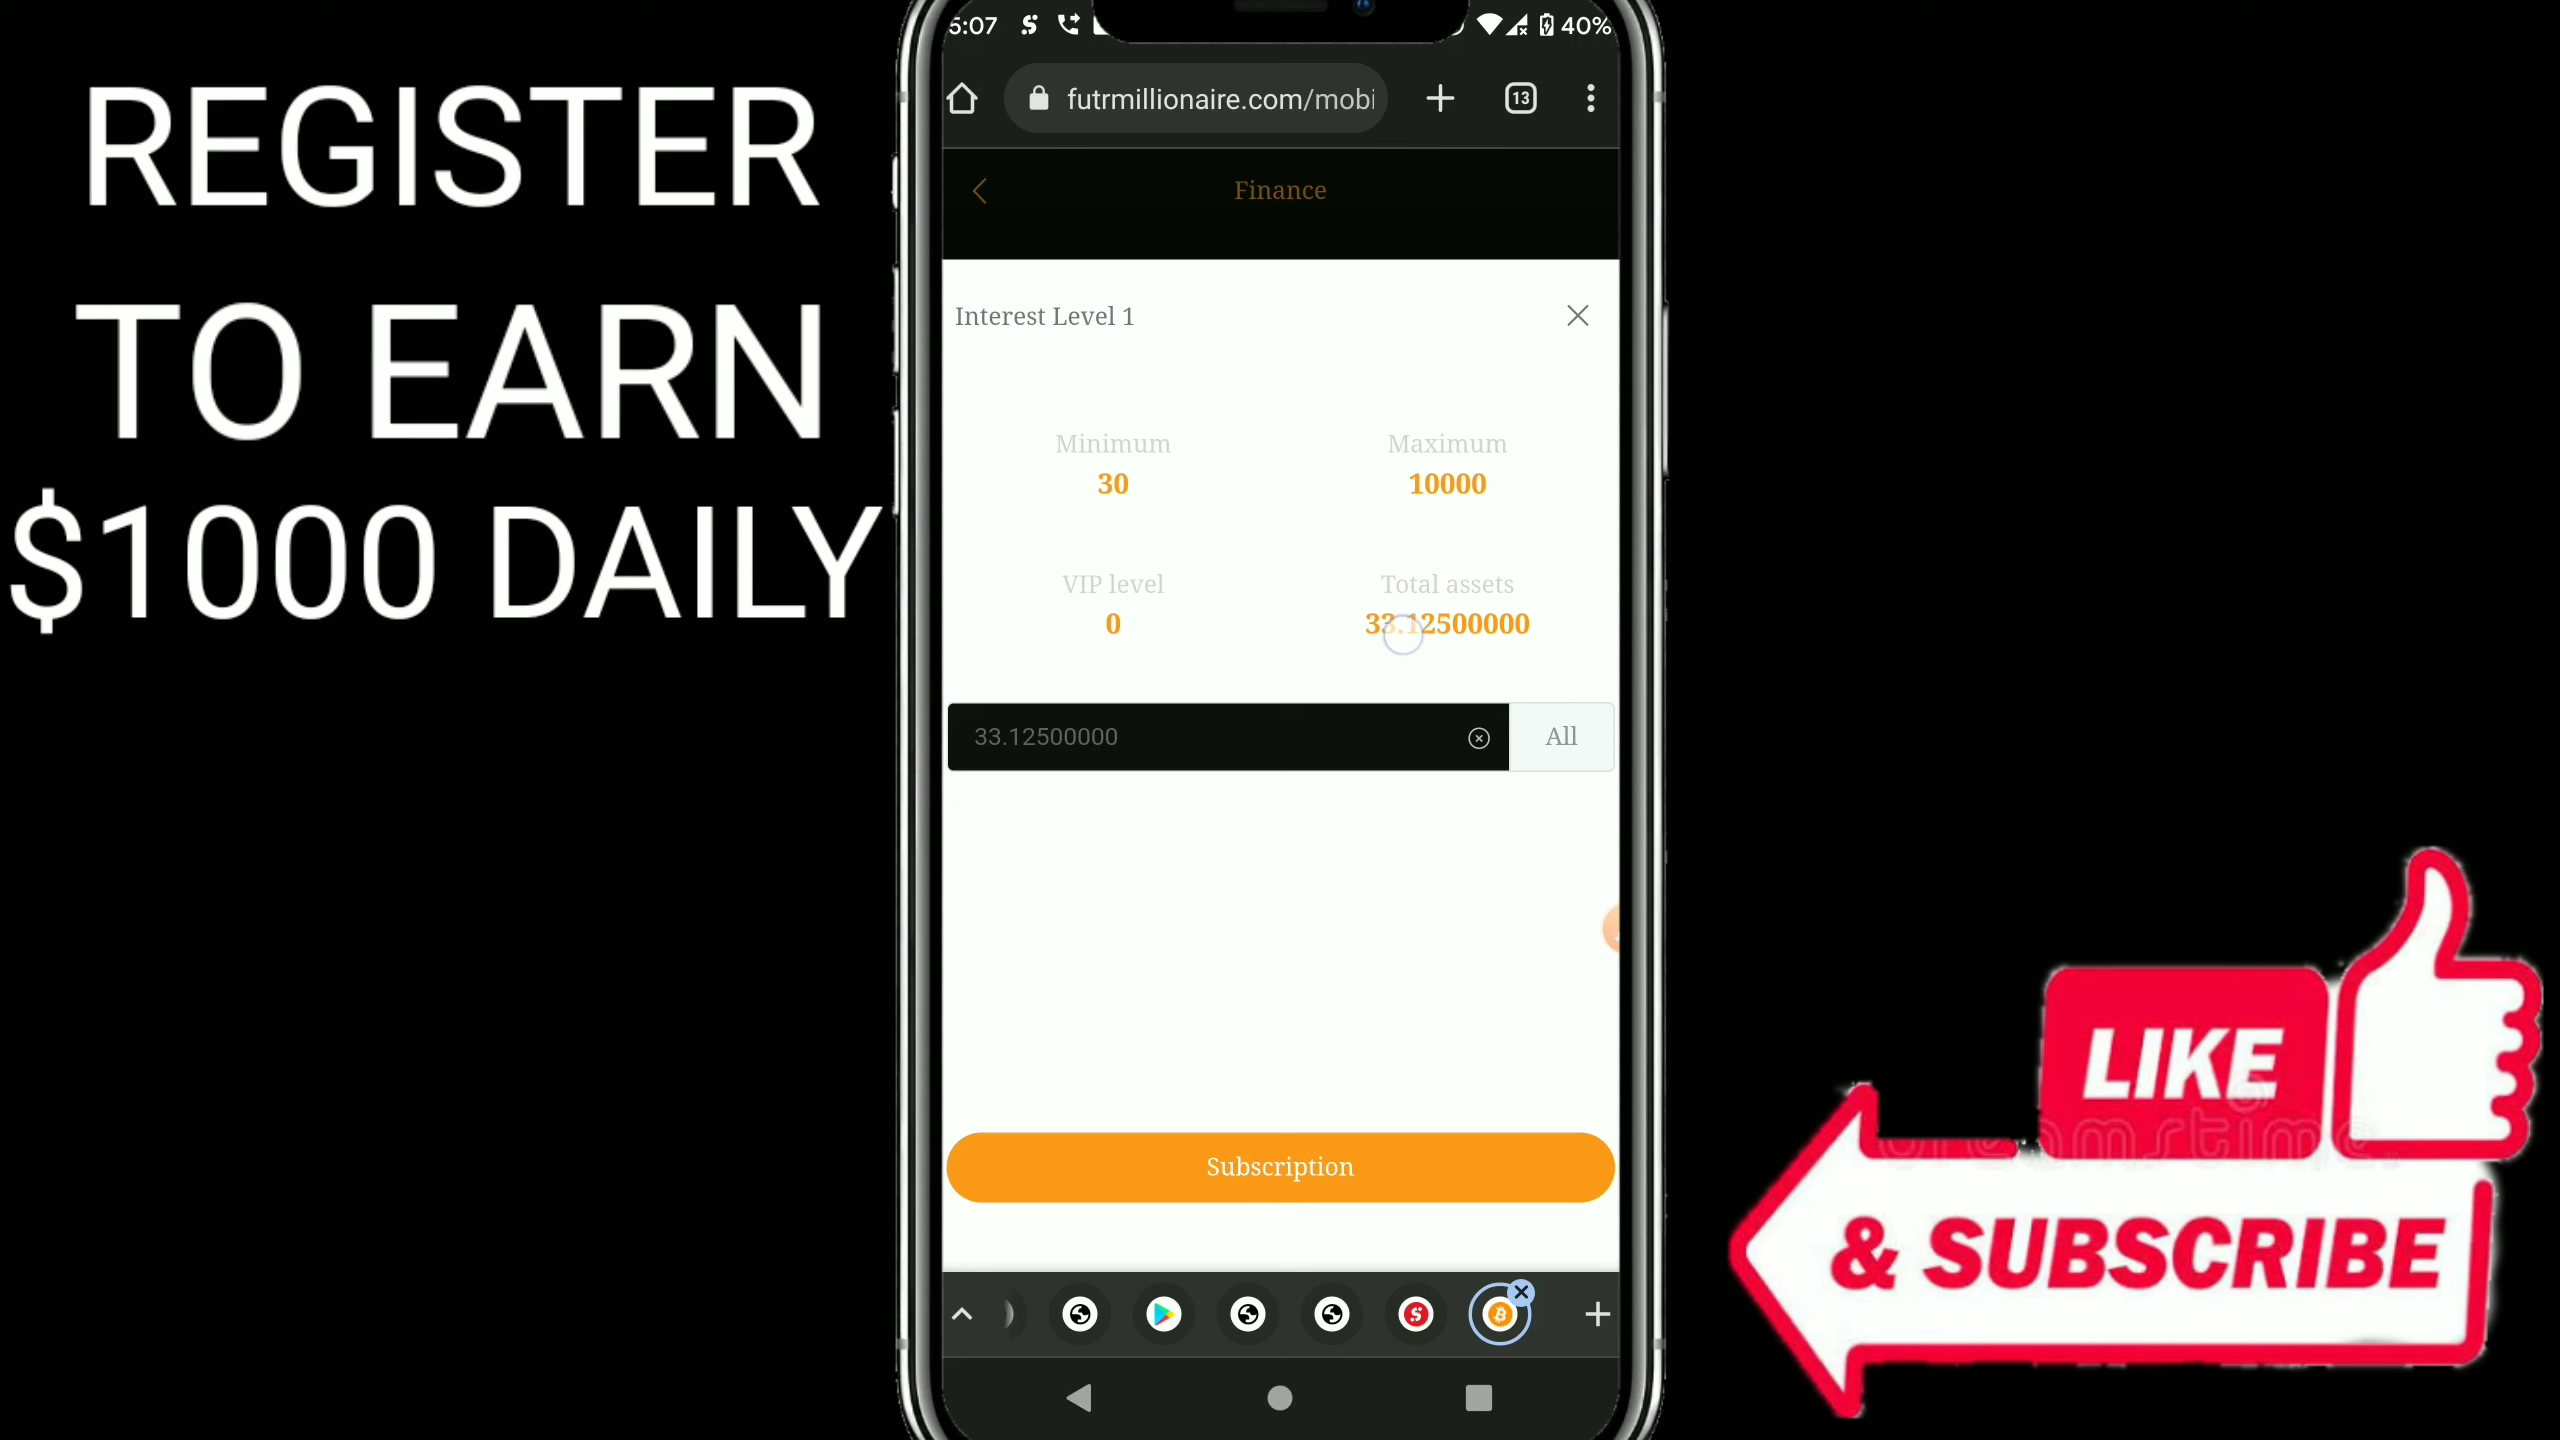 REGISTER
TO EARN
$1000 DAILY
5:07
40%
futrmillionaire.com/mobi
13
Finance
Interest Level 1
Minimum
Maximum
30
10000
VIP level
Total assets
0
33.12500000
33.12500000
All
Subscription
LIKE
dreamstime.
& SUBSCRIBE